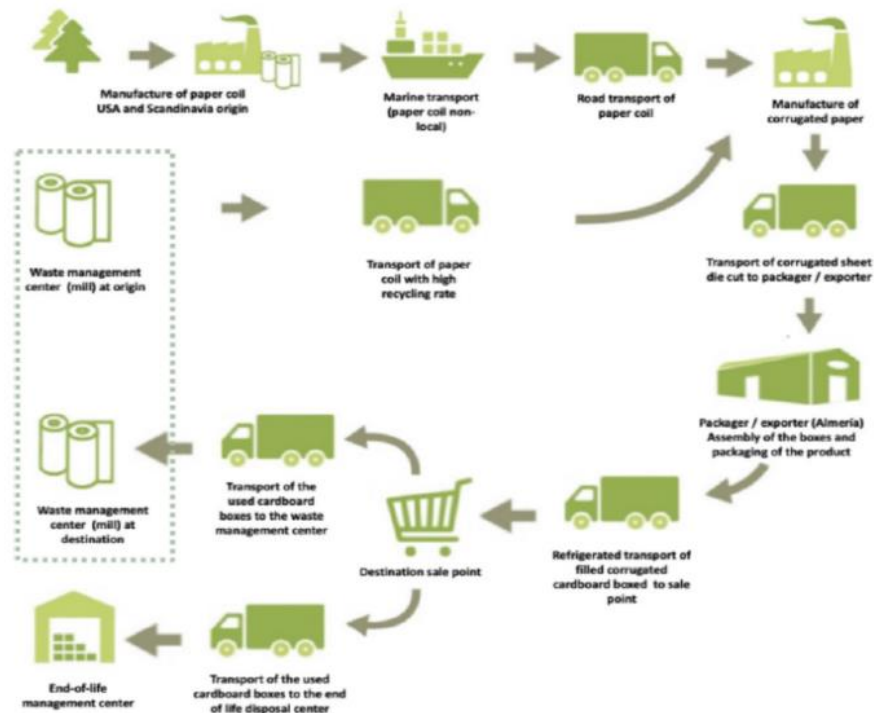 Manufacture of paper coil
USA and Scandinavia origin
Marine transport
(paper coil non-
local)
Road transport of
paper coil
Manufacture of
corrugated paper
Waste management
center (mill) at origin
Transport of paper
coil with high
recycling rate
Transport of corrugated sheet
die cut to packager / exporter
Packager / exporter (Almería)
Assembly of the boxes and
packaging of the product
Waste management
center (mill) at
destination
Transport of the
used cardboard
boxes to the waste
management center
Destination sale point
Refrigerated transport of
filled corrugated
cardboard boxed to sale
point
End-of-life
management center
Transport of the used
cardboard boxes to the end
of life disposal center